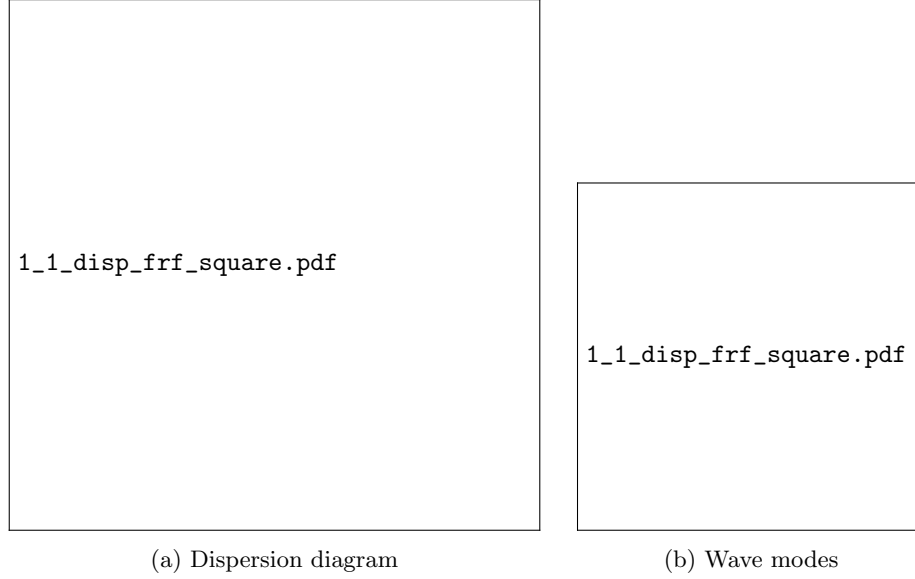 1_1_disp_frf_square.pdf
1_1_disp_frf_square.pdf
(a) Dispersion diagram
(b) Wave modes